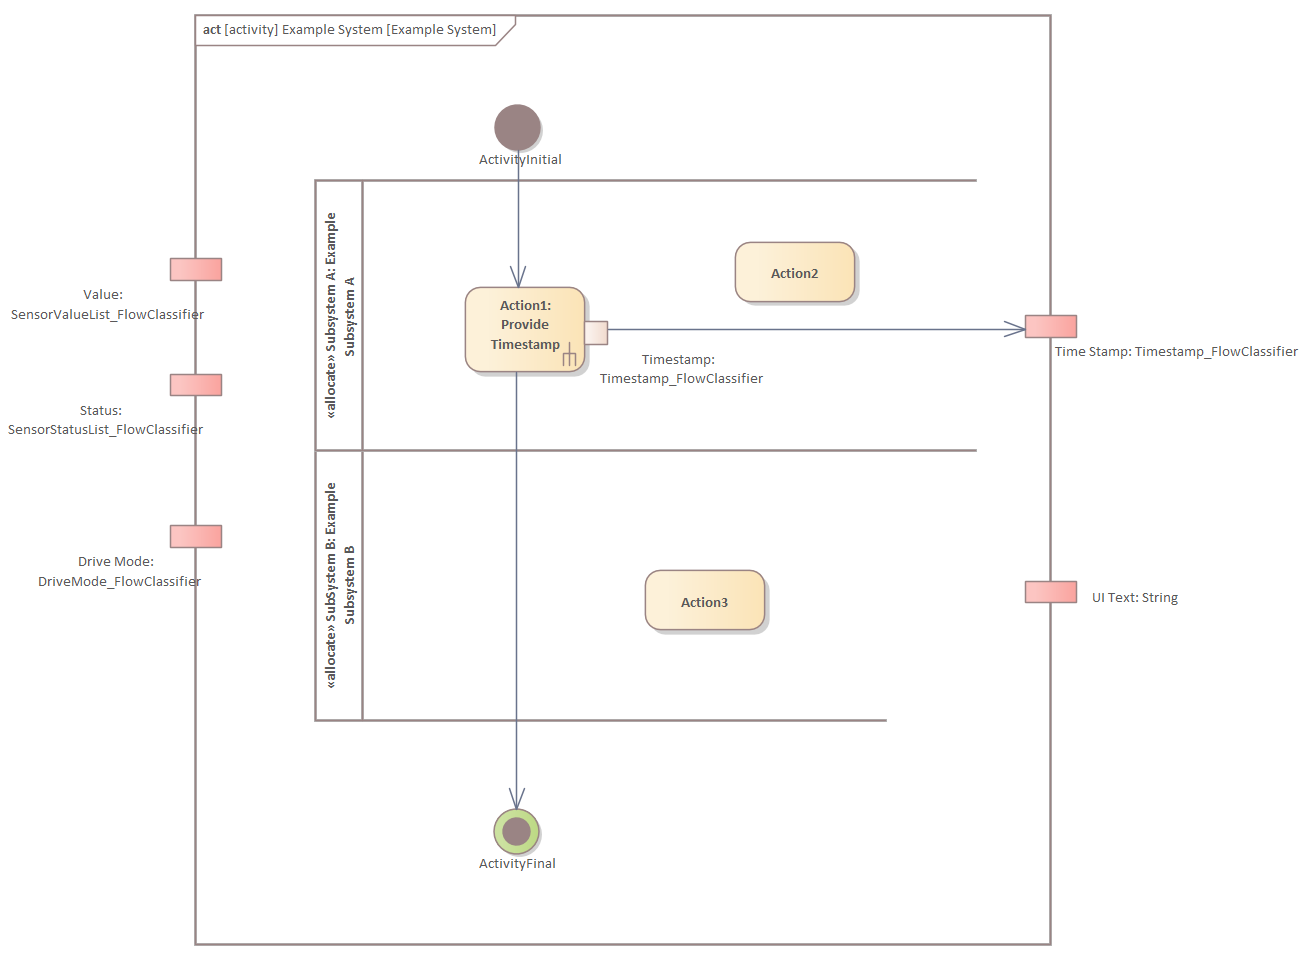 act [activity] Example System [Example System]
ActivityInitial
«allocate» Subsystem A: Example
Subsystem A
Action2
Action1:
Provide
Timestamp
Value:
SensorValueList_FlowClassifier
Timestamp:
Timestamp_FlowClassifier
Time Stamp: Timestamp_FlowClassifier
Status:
SensorStatusList_FlowClassifier
«allocate» SubSystem B: Example
Subsystem B
Drive Mode:
DriveMode_FlowClassifier
Action3
UI Text: String
ActivityFinal